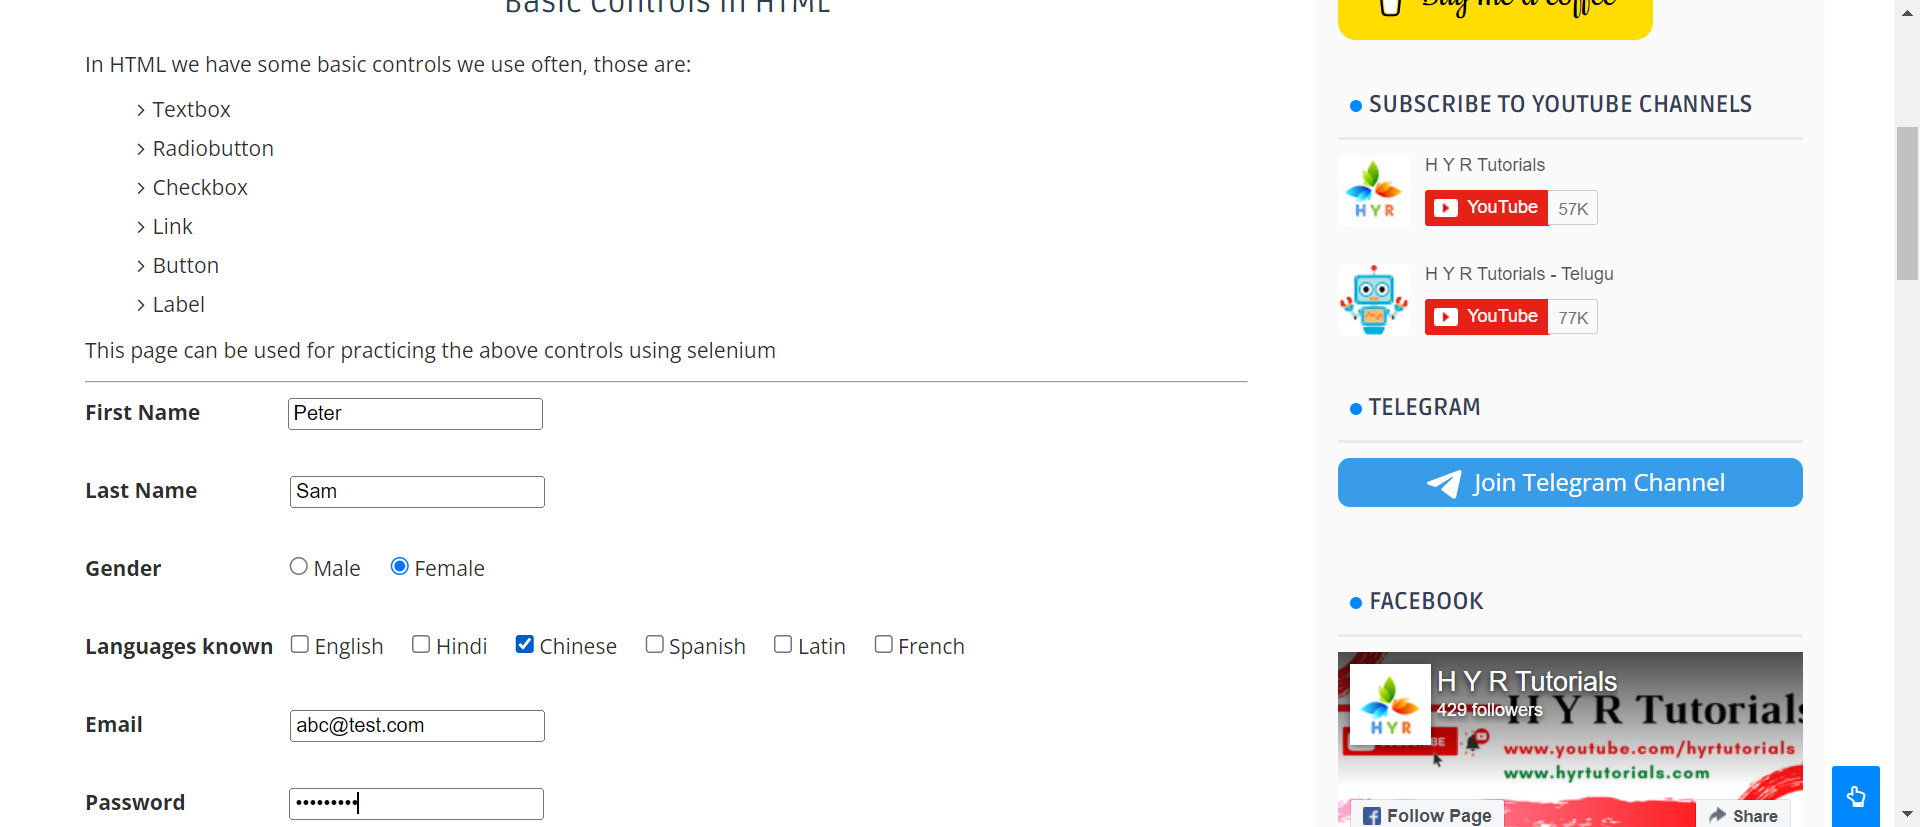 Basic Controls in HTML
In HTML we have some basic controls we use often, those are:
Textbox
Radiobutton
Checkbox
Link
Button
Label
This page can be used for practicing the above controls using selenium
First Name Peter
Last Name Sam
Gender Male Female
Languages known English Hindi Chinese Spanish Latin French
Email abc@test.com
Password •••••••••
Buy me a coffee
SUBSCRIBE TO YOUTUBE CHANNELS
H Y R Tutorials
HYR
YouTube 57K
H Y R Tutorials - Telugu
YouTube 77K
TELEGRAM
Join Telegram Channel
FACEBOOK
H Y R Tutorials
429 followers
HYR
H Y R Tutorials
www.youtube.com/hyrtutorials
www.hyrtutorials.com
Follow Page
Share